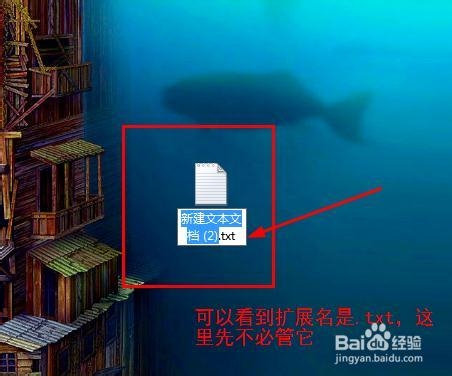 新建文本文
档 (2).txt
可以看到扩展名是.txt，这
里先不必管它
Bai du 经验
jingyan.baidu.com